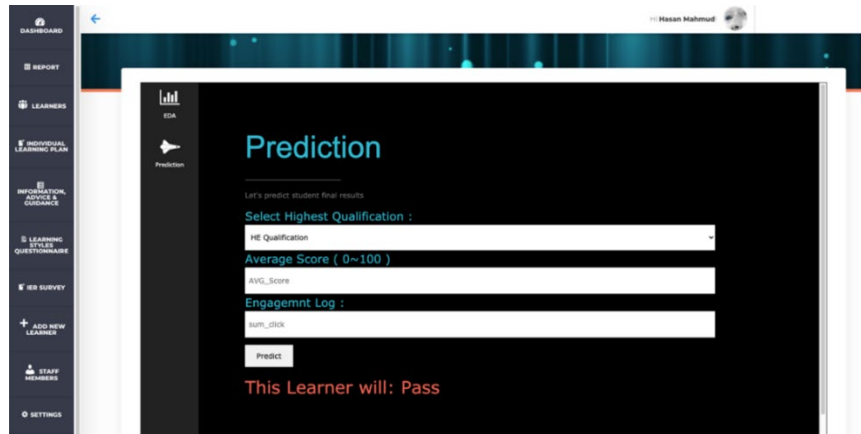 Hi Hasan Mahmud
DASHBOARD
REPORT
LEARNERS
INDIVIDUAL
LEARNING PLAN
INFORMATION,
ADVICE &
GUIDANCE
LEARNING
STYLES
QUESTIONNAIRE
IER SURVEY
ADD NEW
LEARNER
STAFF
MEMBERS
SETTINGS
EDA
Prediction
Prediction
Let's predict student final results
Select Highest Qualification :
HE Qualification
Average Score ( 0~100 )
AVG_Score
Engagemnt Log :
sum_click
Predict
This Learner will: Pass